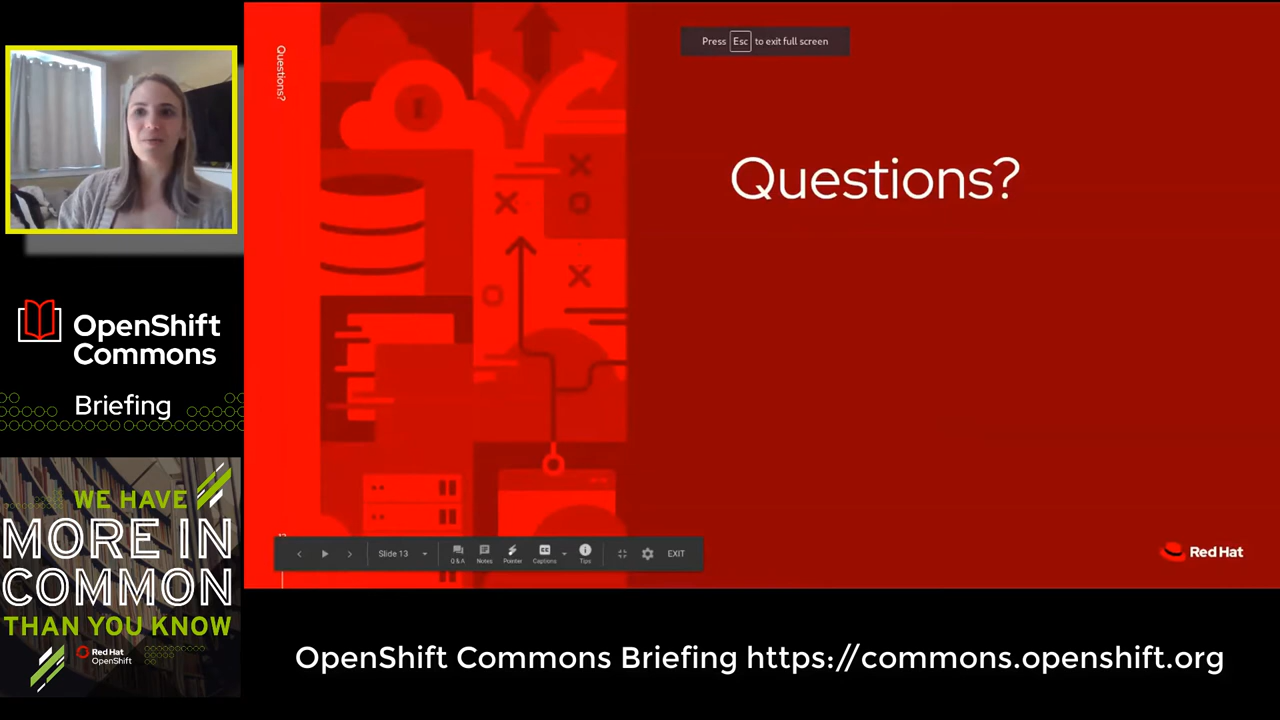 OpenShift
Commons
Briefing
WE HAVE
MORE IN
COMMON
THAN YOU KNOW
Red Hat
OpenShift
Questions?
Press Esc to exit full screen
Questions?
Slide 13
Q&A
Notes
Pointer
CC
Captions
Tips
EXIT
Red Hat
OpenShift Commons Briefing https://commons.openshift.org